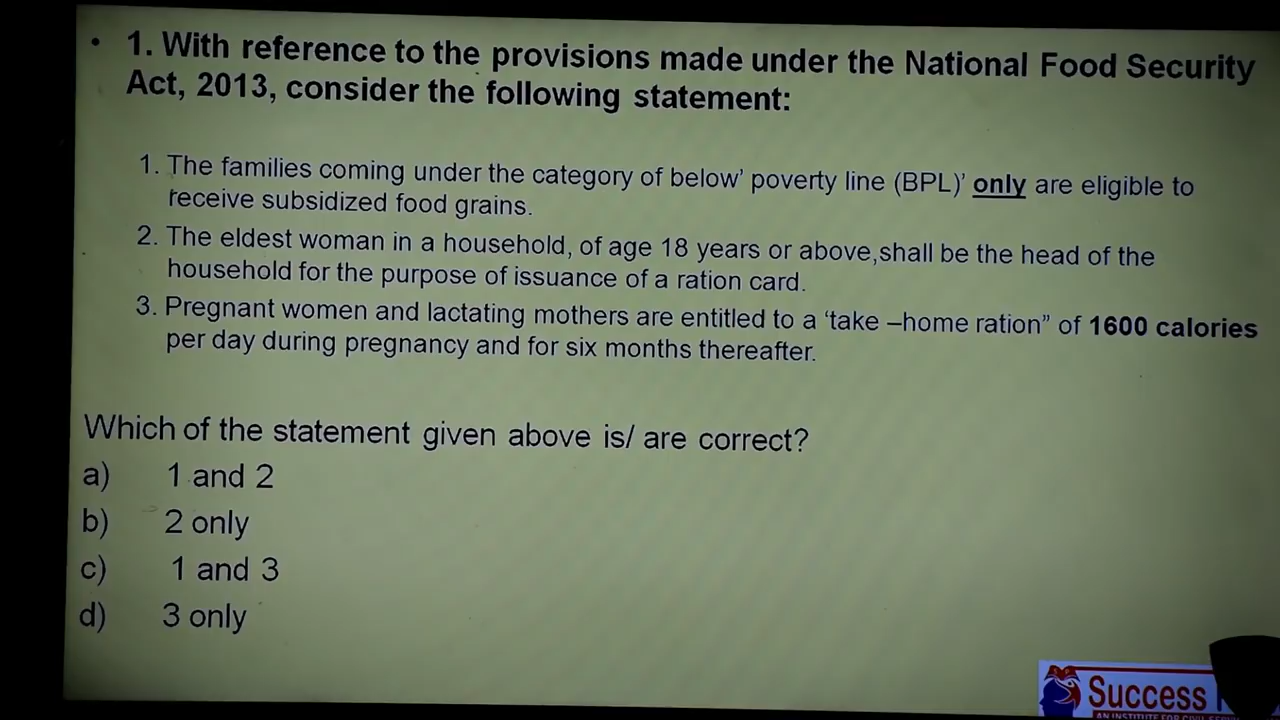 • 1. With reference to the provisions made under the National Food Security
Act, 2013, consider the following statement:
1. The families coming under the category of below' poverty line (BPL)' only are eligible to
receive subsidized food grains.
2. The eldest woman in a household, of age 18 years or above,shall be the head of the
household for the purpose of issuance of a ration card.
3. Pregnant women and lactating mothers are entitled to a ‘take –home ration” of 1600 calories
per day during pregnancy and for six months thereafter.
Which of the statement given above is/ are correct?
a) 1 and 2
b) 2 only
c) 1 and 3
d) 3 only
Success
AN INSTITUTE FOR CIVIL